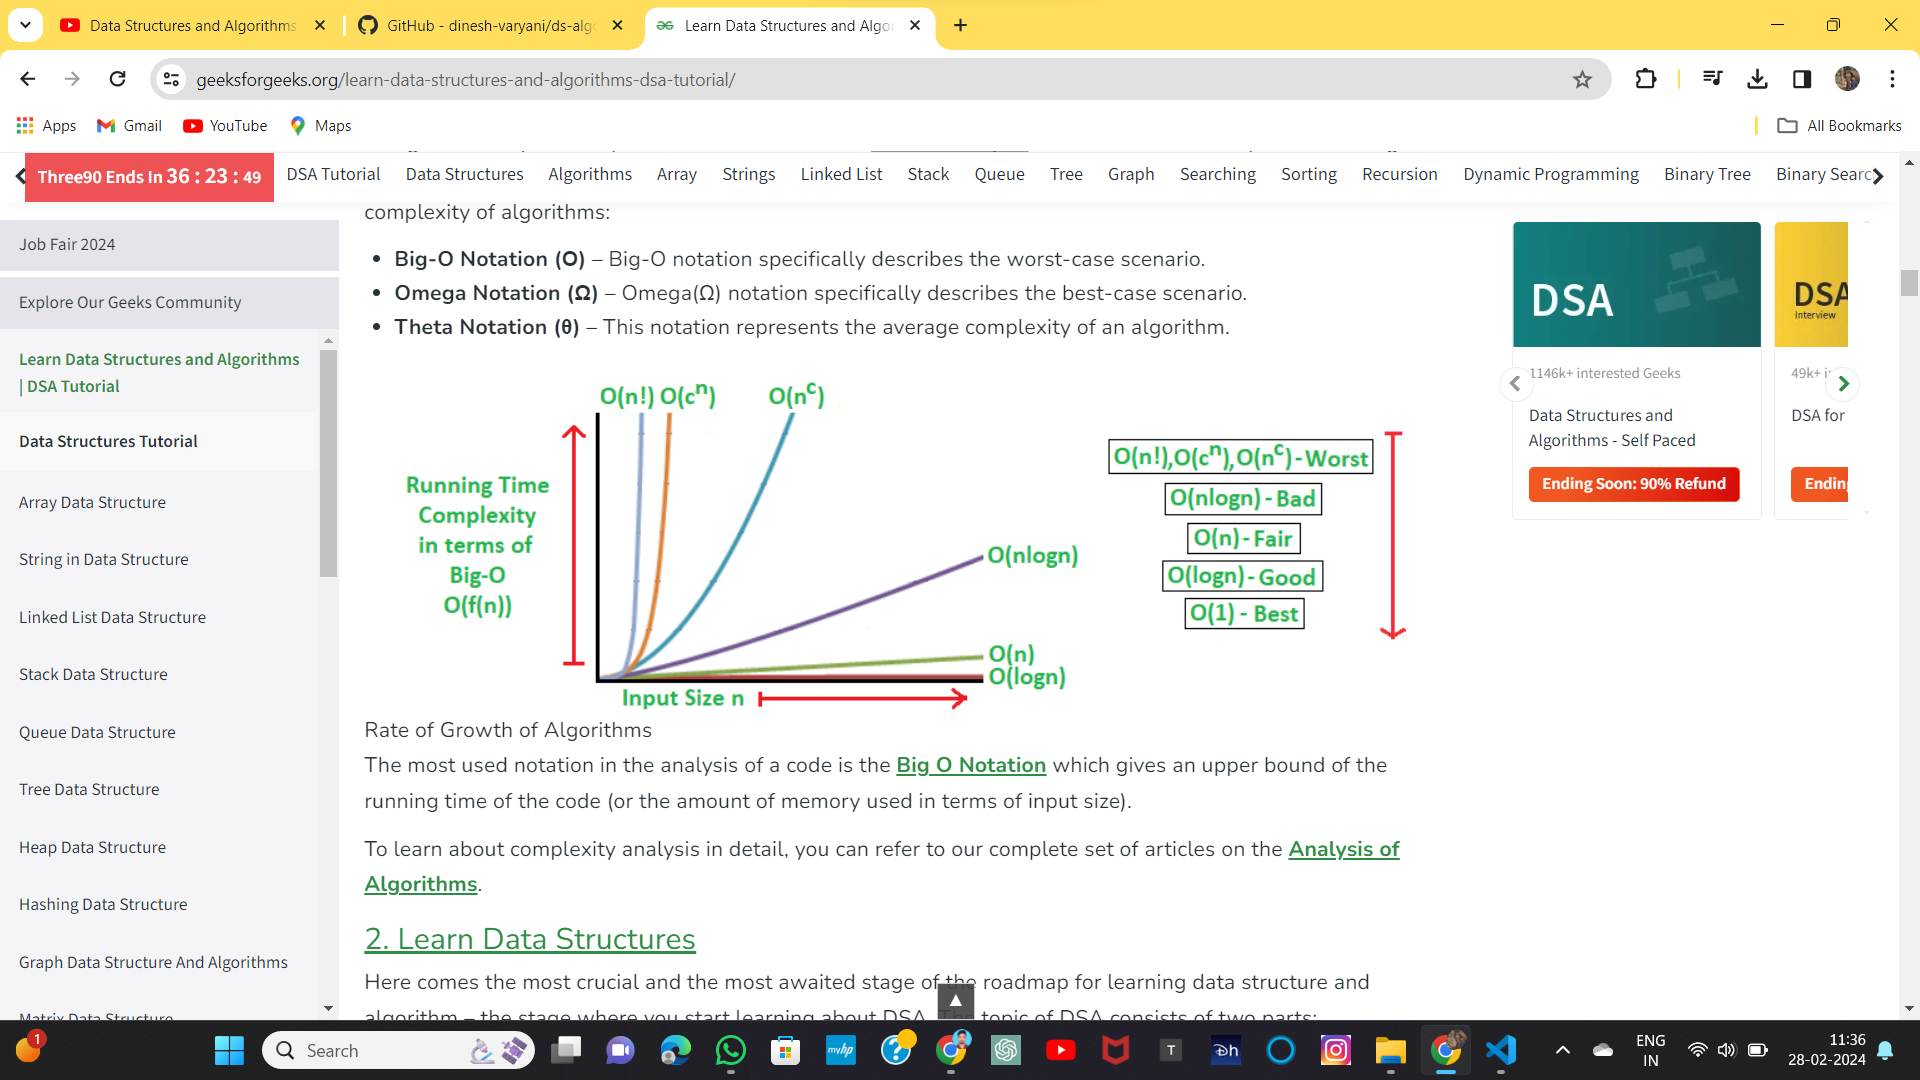 Data Structures and Algorithms
GitHub - dinesh-varyani/ds-algo
Learn Data Structures and Algor
geeksforgeeks.org/learn-data-structures-and-algorithms-dsa-tutorial/
Apps
Gmail
YouTube
Maps
All Bookmarks
Three90 Ends In 36 : 23 : 49
DSA Tutorial
Data Structures
Algorithms
Array
Strings
Linked List
Stack
Queue
Tree
Graph
Searching
Sorting
Recursion
Dynamic Programming
Binary Tree
Binary Searc
Job Fair 2024
Explore Our Geeks Community
Learn Data Structures and Algorithms
| DSA Tutorial
Data Structures Tutorial
Array Data Structure
String in Data Structure
Linked List Data Structure
Stack Data Structure
Queue Data Structure
Tree Data Structure
Heap Data Structure
Hashing Data Structure
Graph Data Structure And Algorithms
Matrix Data Structure
complexity of algorithms:
• Big-O Notation (O) – Big-O notation specifically describes the worst-case scenario.
• Omega Notation (Ω) – Omega(Ω) notation specifically describes the best-case scenario.
• Theta Notation (θ) – This notation represents the average complexity of an algorithm.
O(n!) O(cⁿ) O(nᶜ)
Running Time
Complexity
in terms of
Big-O
O(f(n))
O(nlogn)
O(n)
O(logn)
Input Size n
O(n!),O(cⁿ),O(nᶜ)-Worst
O(nlogn) - Bad
O(n) - Fair
O(logn) - Good
O(1) - Best
Rate of Growth of Algorithms
The most used notation in the analysis of a code is the Big O Notation which gives an upper bound of the
running time of the code (or the amount of memory used in terms of input size).
To learn about complexity analysis in detail, you can refer to our complete set of articles on the Analysis of
Algorithms.
2. Learn Data Structures
Here comes the most crucial and the most awaited stage of the roadmap for learning data structure and
algorithm – the stage where you start learning about DSA. The topic of DSA consists of two parts:
DSA
1146k+ interested Geeks
Data Structures and
Algorithms - Self Paced
Ending Soon: 90% Refund
DSA
Interview
49k+ i
DSA for
Ending
1
Search
myhp
T
Dh
ENG
IN
11:36
28-02-2024